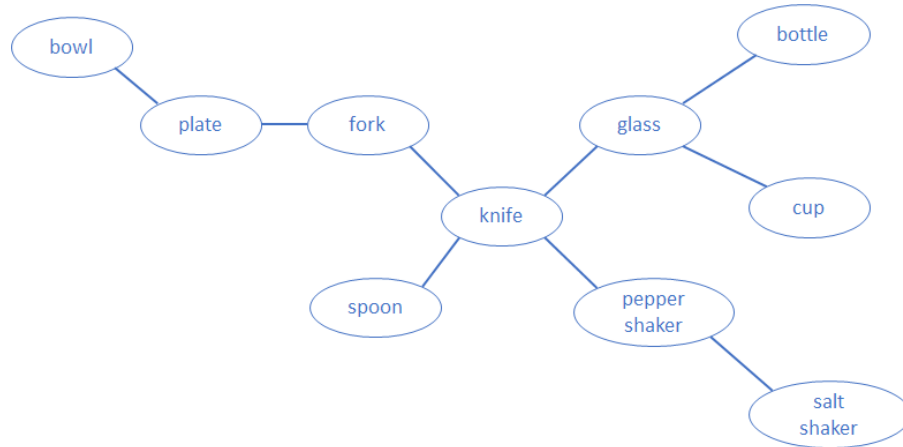 bowl
bottle
plate
fork
glass
knife
cup
spoon
pepper
shaker
salt
shaker